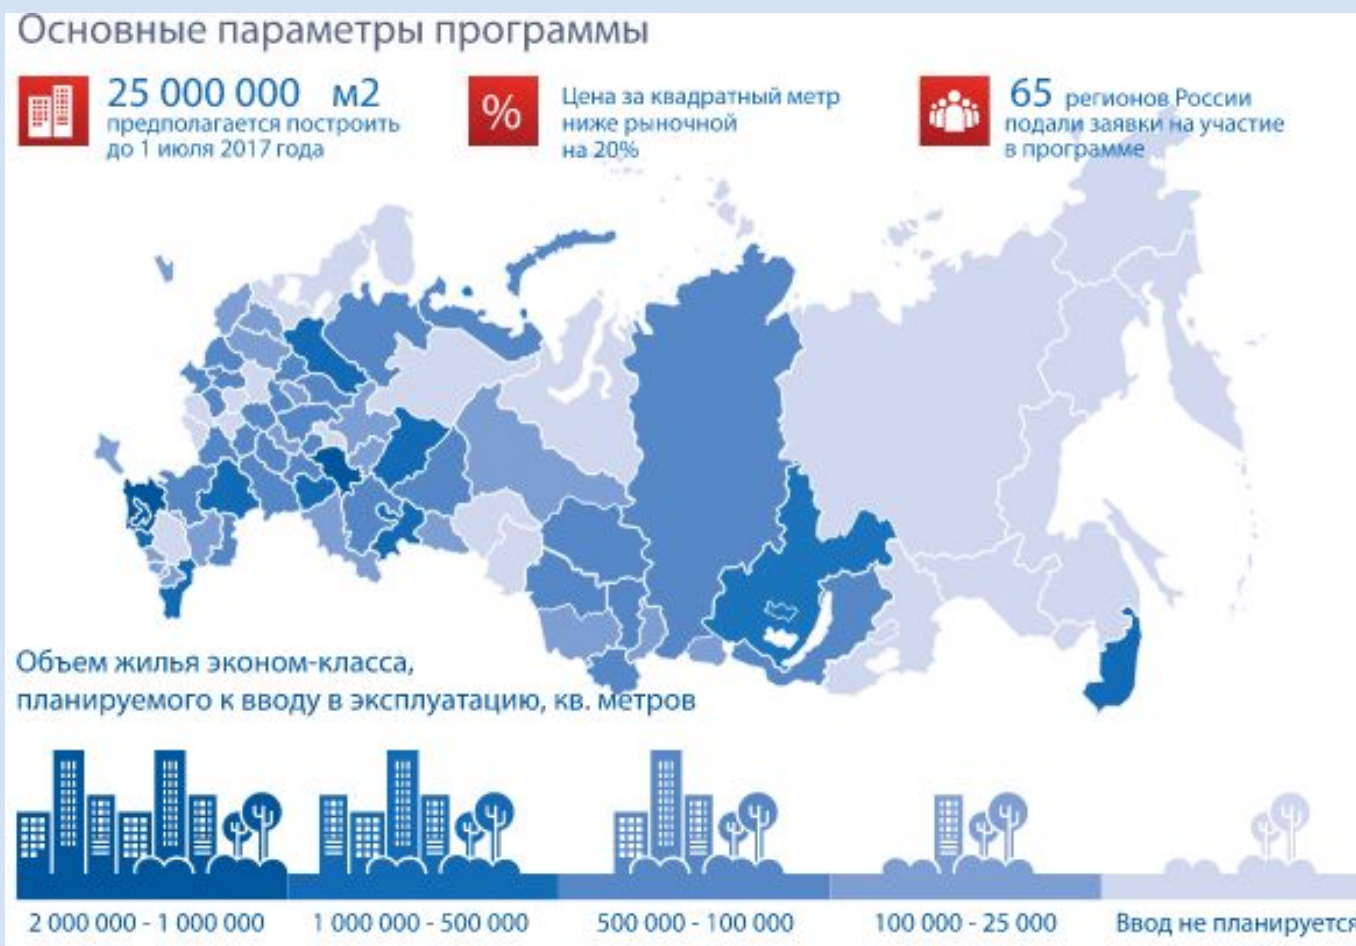 Основные параметры программы
25 000 000 м2
предполагается построить
до 1 июля 2017 года
%
Цена за квадратный метр
ниже рыночной
на 20%
65 регионов России
подали заявки на участие
в программе
Объем жилья эконом-класса,
планируемого к вводу в эксплуатацию, кв. метров
2 000 000 - 1 000 000
1 000 000 - 500 000
500 000 - 100 000
100 000 - 25 000
Ввод не планируется